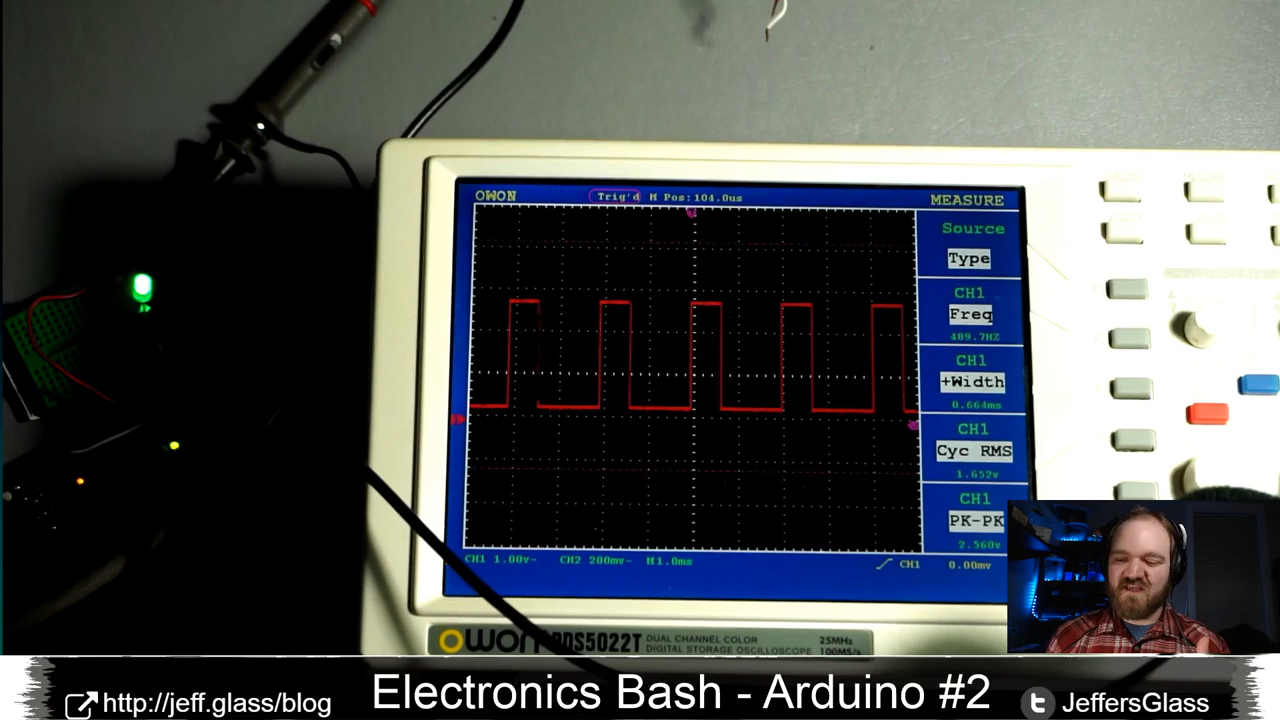 OWON Trig'd M Pos:104.0us MEASURE
Source
Type
CH1
Freq
489.7HZ
CH1
+Width
0.664ms
CH1
Cyc RMS
1.652v
CH1
PK-PK
2.560v
CH1 1.00v~ CH2 200mv~ M1.0ms CH1 0.00mv
OWON PDS5022T DUAL CHANNEL COLOR 25MHz
DIGITAL STORAGE OSCILLOSCOPE 100MS/s
http://jeff.glass/blog Electronics Bash - Arduino #2 JeffersGlass